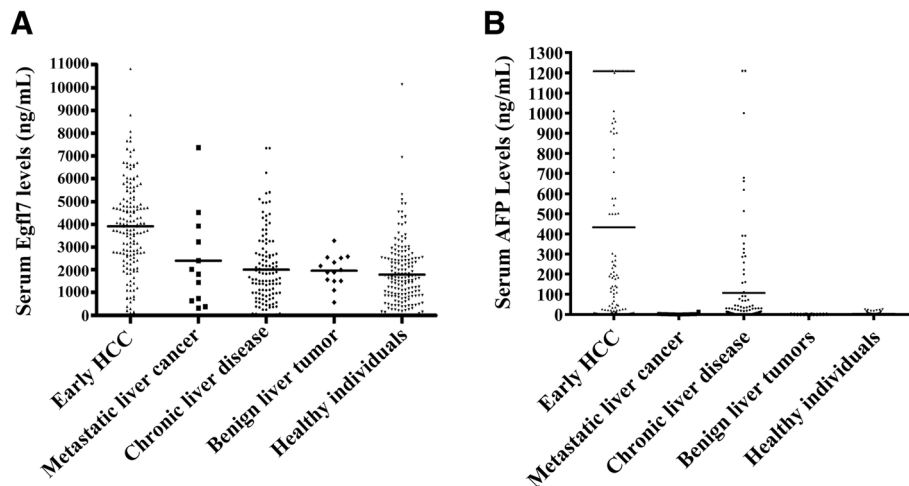 A
Serum Egfl7 levels (ng/mL)
11000
10000
9000
8000
7000
6000
5000
4000
3000
2000
1000
0
Early HCC
Metastatic liver cancer
Chronic liver disease
Benign liver tumor
Healthy individuals
B
Serum AFP Levels (ng/mL)
1300
1200
1100
1000
900
800
700
600
500
400
300
200
100
0
Early HCC
Metastatic liver cancer
Chronic liver disease
Benign liver tumors
Healthy individuals